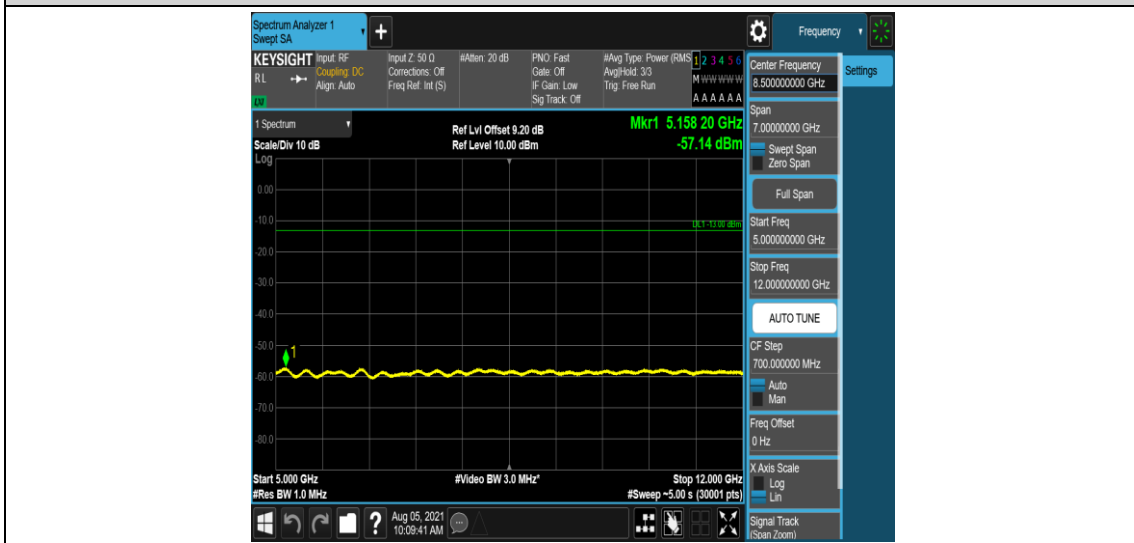 Spectrum Analyzer 1
Swept SA
Frequency
KEYSIGHT
RL
LXI
Input: RF
Coupling: DC
Align: Auto
Input Z: 50 Ω
Corrections: Off
Freq Ref: Int (S)
#Atten: 20 dB
PNO: Fast
Gate: Off
IF Gain: Low
Sig Track: Off
#Avg Type: Power (RMS
Avg|Hold: 3/3
Trig: Free Run
1 2 3 4 5 6
M W W W W W
A A A A A A
1 Spectrum
Scale/Div 10 dB
Ref Lvl Offset 9.20 dB
Ref Level 10.00 dBm
Mkr1 5.158 20 GHz
-57.14 dBm
Log
0.00
-10.0
-20.0
-30.0
-40.0
-50.0
-60.0
-70.0
-80.0
DL1 -13.00 dBm
1
Start 5.000 GHz
#Res BW 1.0 MHz
#Video BW 3.0 MHz*
Stop 12.000 GHz
#Sweep ~5.00 s (30001 pts)
Aug 05, 2021
10:09:41 AM
Center Frequency
8.500000000 GHz
Settings
Span
7.00000000 GHz
Swept Span
Zero Span
Full Span
Start Freq
5.000000000 GHz
Stop Freq
12.000000000 GHz
AUTO TUNE
CF Step
700.000000 MHz
Auto
Man
Freq Offset
0 Hz
X Axis Scale
Log
Lin
Signal Track
(Span Zoom)